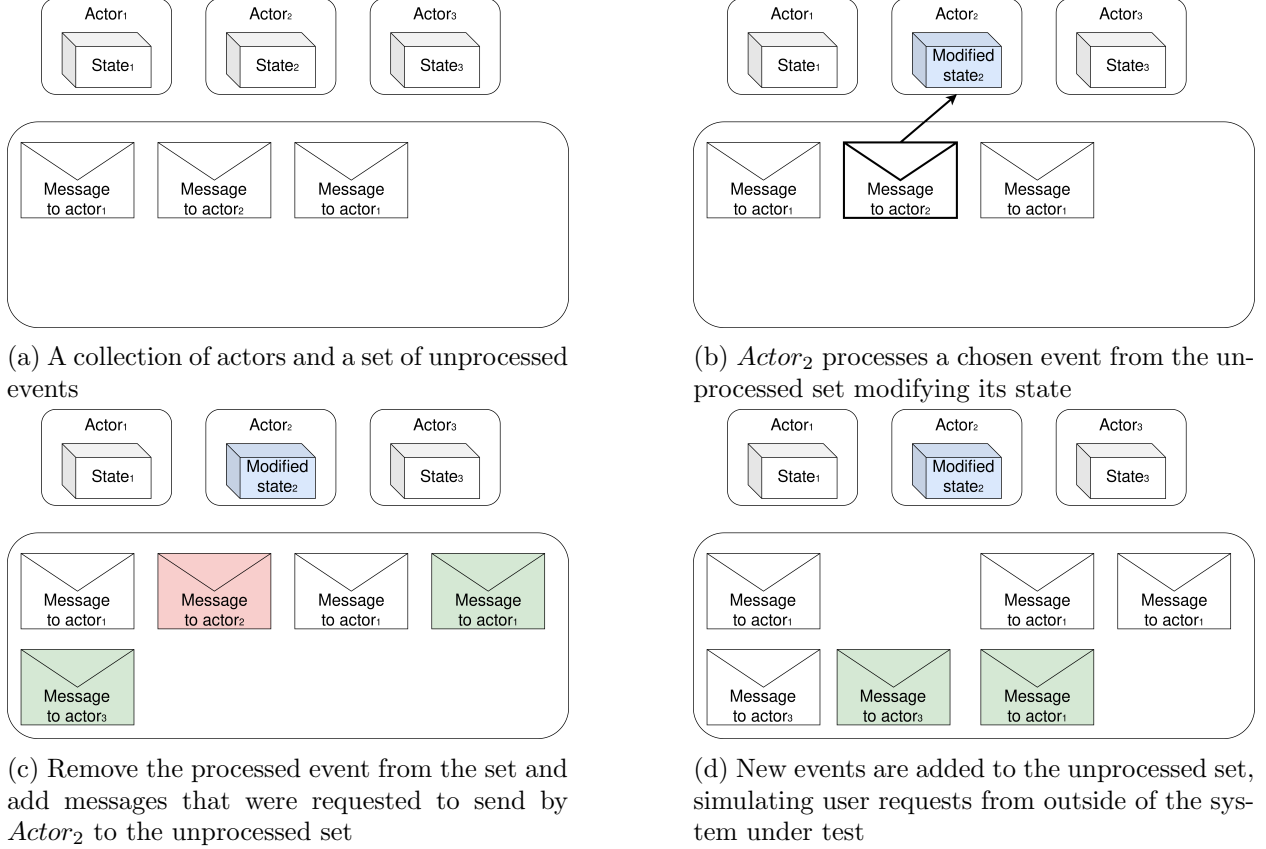 Actor₁
Actor₂
Actor₃
State₁
State₂
State₃
Message
to actor₁
Message
to actor₂
Message
to actor₁
(a) A collection of actors and a set of unprocessed
events
Actor₁
Actor₂
Actor₃
State₁
Modified
state₂
State₃
Message
to actor₁
Message
to actor₂
Message
to actor₁
(b) Actor₂ processes a chosen event from the un-
processed set modifying its state
Actor₁
Actor₂
Actor₃
State₁
Modified
state₂
State₃
Message
to actor₁
Message
to actor₂
Message
to actor₁
Message
to actor₁
Message
to actor₃
(c) Remove the processed event from the set and
add messages that were requested to send by
Actor₂ to the unprocessed set
Actor₁
Actor₂
Actor₃
State₁
Modified
state₂
State₃
Message
to actor₁
Message
to actor₁
Message
to actor₁
Message
to actor₃
Message
to actor₃
Message
to actor₁
(d) New events are added to the unprocessed set,
simulating user requests from outside of the sys-
tem under test